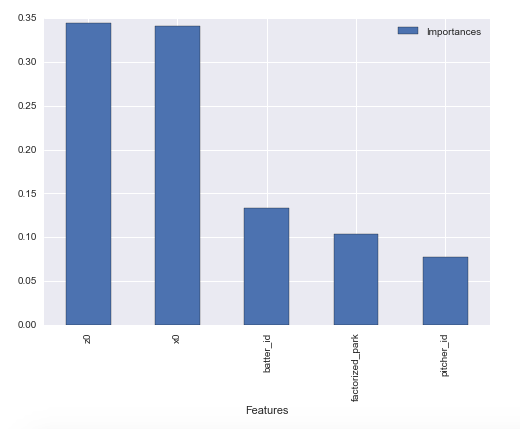 0.35
0.30
0.25
0.20
0.15
0.10
0.05
0.00
Importances
z0
x0
batter_id
factorized_park
pitcher_id
Features